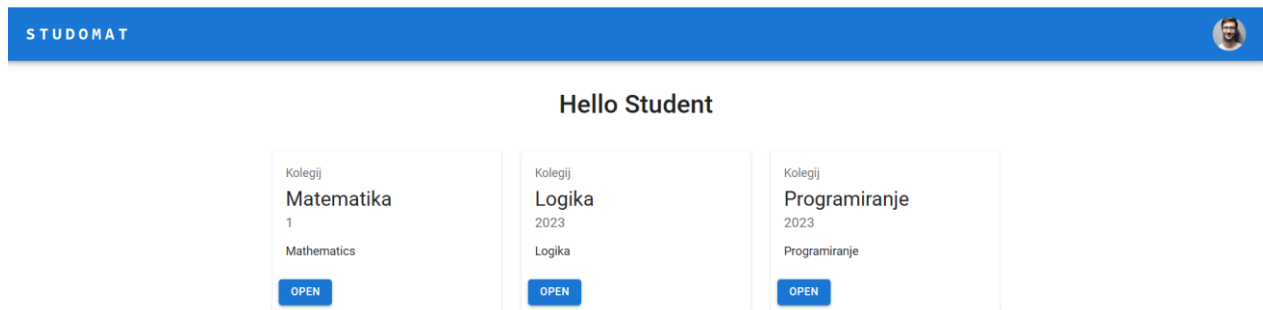 STUDOMAT
Hello Student
Kolegij
Matematika
1
Mathematics
OPEN
Kolegij
Logika
2023
Logika
OPEN
Kolegij
Programiranje
2023
Programiranje
OPEN